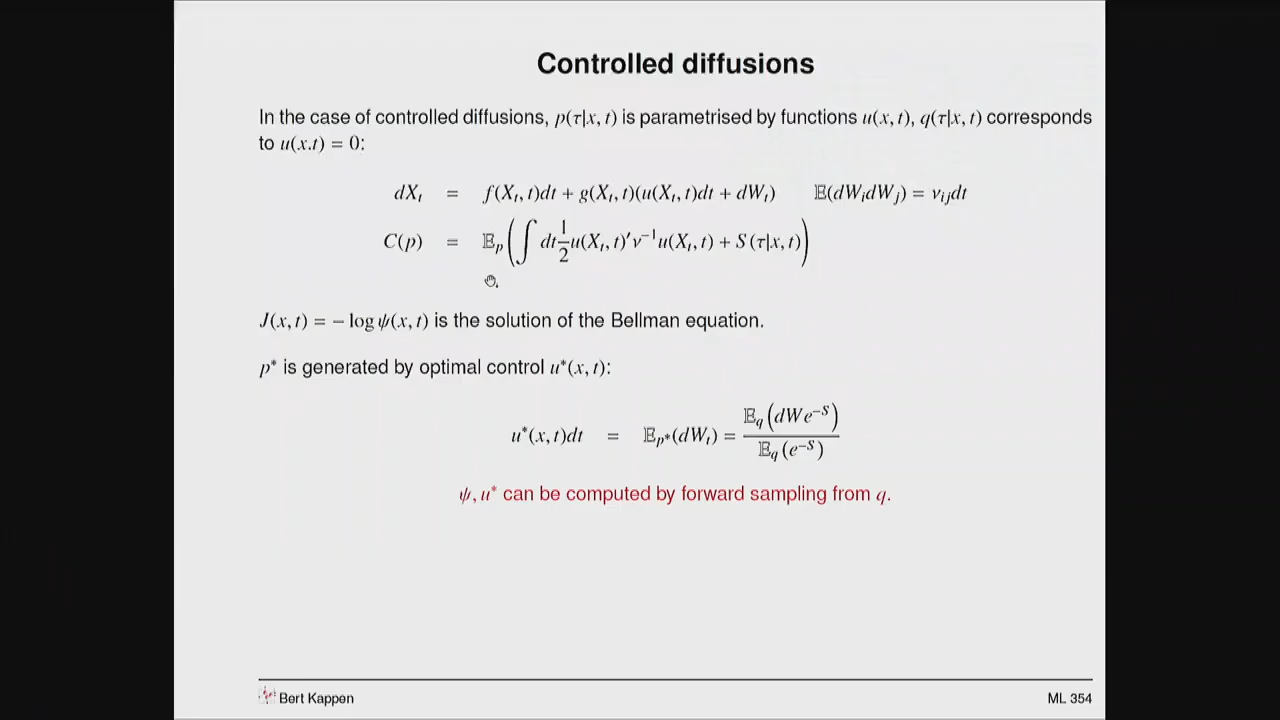 Controlled diffusions
In the case of controlled diffusions, p(τ|x, t) is parametrised by functions u(x, t), q(τ|x, t) corresponds
to u(x.t) = 0:
dX_t = f(X_t, t)dt + g(X_t, t)(u(X_t, t)dt + dW_t) 𝔼(dW_i dW_j) = ν_{ij}dt
C(p) = 𝔼_p(∫ dt 1/2 u(X_t, t)′ν^{−1}u(X_t, t) + S(τ|x, t))
J(x, t) = − log ψ(x, t) is the solution of the Bellman equation.
p* is generated by optimal control u*(x, t):
u*(x, t)dt = 𝔼_{p*}(dW_t) = 𝔼_q(dWe^{−S}) / 𝔼_q(e^{−S})
ψ, u* can be computed by forward sampling from q.
Bert Kappen ML 354